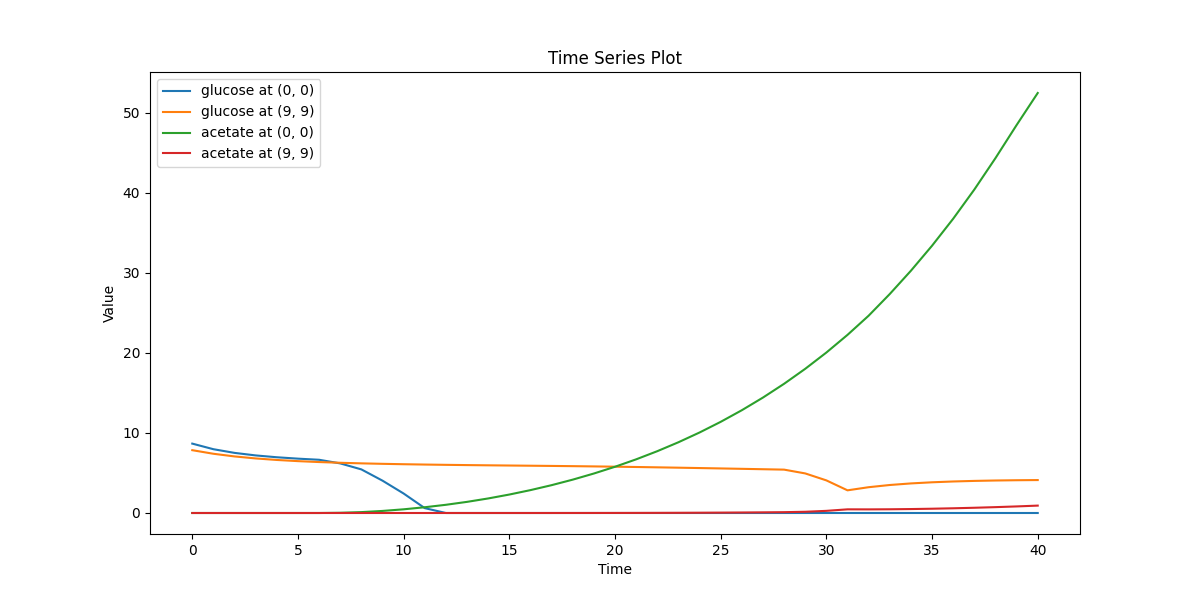 Time Series Plot
glucose at (0, 0)
glucose at (9, 9)
acetate at (0, 0)
acetate at (9, 9)
Value
50
40
30
20
10
0
0 5 10 15 20 25 30 35 40
Time